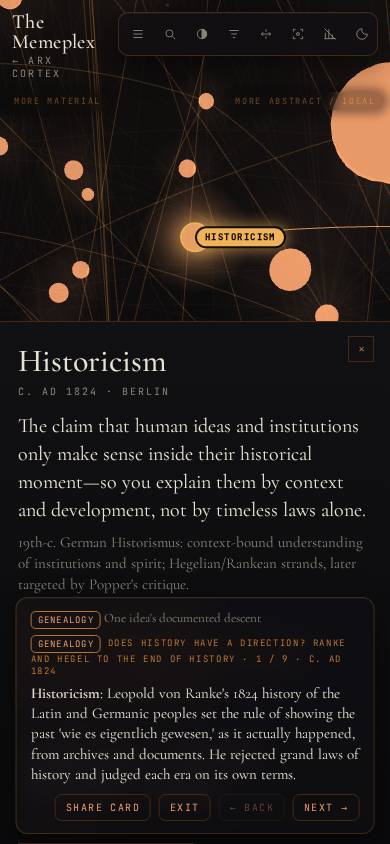 The
Memeplex
← ARX
CORTEX
MORE MATERIAL
MORE ABSTRACT / IDEAL
HISTORICISM
Historicism
×
C. AD 1824 · BERLIN
The claim that human ideas and institutions
only make sense inside their historical
moment—so you explain them by context
and development, not by timeless laws alone.
19th-c. German Historismus: context-bound understanding
of institutions and spirit; Hegelian/Rankean strands, later
targeted by Popper's critique.
GENEALOGY One idea's documented descent
GENEALOGY DOES HISTORY HAVE A DIRECTION? RANKE
AND HEGEL TO THE END OF HISTORY · 1 / 9 · C. AD
1824
Historicism: Leopold von Ranke's 1824 history of the
Latin and Germanic peoples set the rule of showing the
past 'wie es eigentlich gewesen,' as it actually happened,
from archives and documents. He rejected grand laws of
history and judged each era on its own terms.
SHARE CARD EXIT ← BACK NEXT →